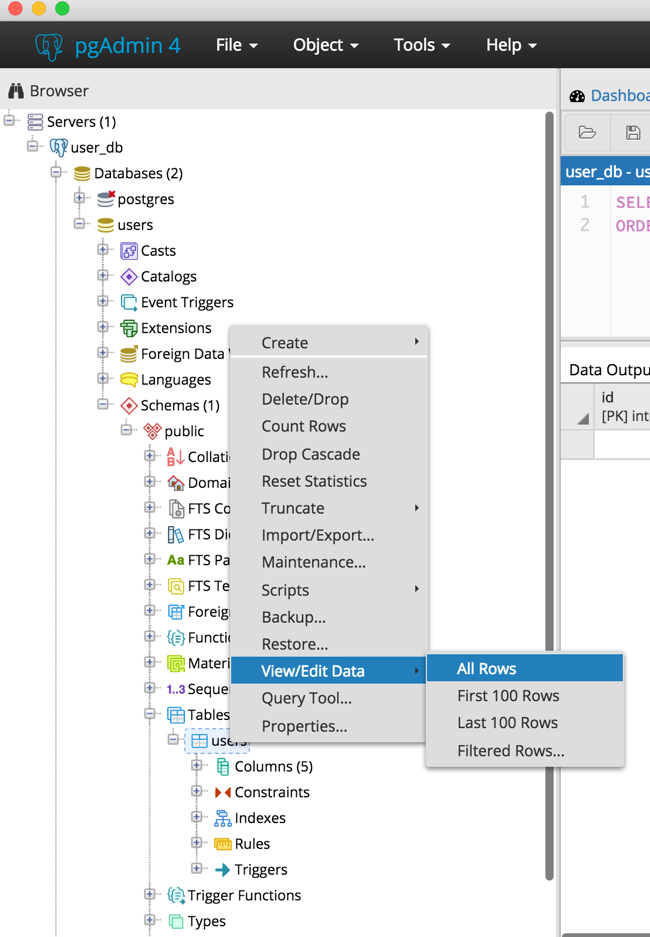 pgAdmin 4 File Object Tools Help
Browser
Dashboa
Servers (1)
user_db
Databases (2)
postgres
users
Casts
Catalogs
Event Triggers
Extensions
Foreign Data
Languages
Schemas (1)
public
Collati
Domai
FTS Co
FTS Di
FTS Pa
FTS Te
Foreig
Functi
Materi
1..3 Seque
Tables
users
Columns (5)
Constraints
Indexes
Rules
Triggers
Trigger Functions
Types
Create
Refresh...
Delete/Drop
Count Rows
Drop Cascade
Reset Statistics
Truncate
Import/Export...
Maintenance...
Scripts
Backup...
Restore...
View/Edit Data
Query Tool...
Properties...
All Rows
First 100 Rows
Last 100 Rows
Filtered Rows...
user_db - us
1 SELE
2 ORDE
Data Outpu
id
[PK] int